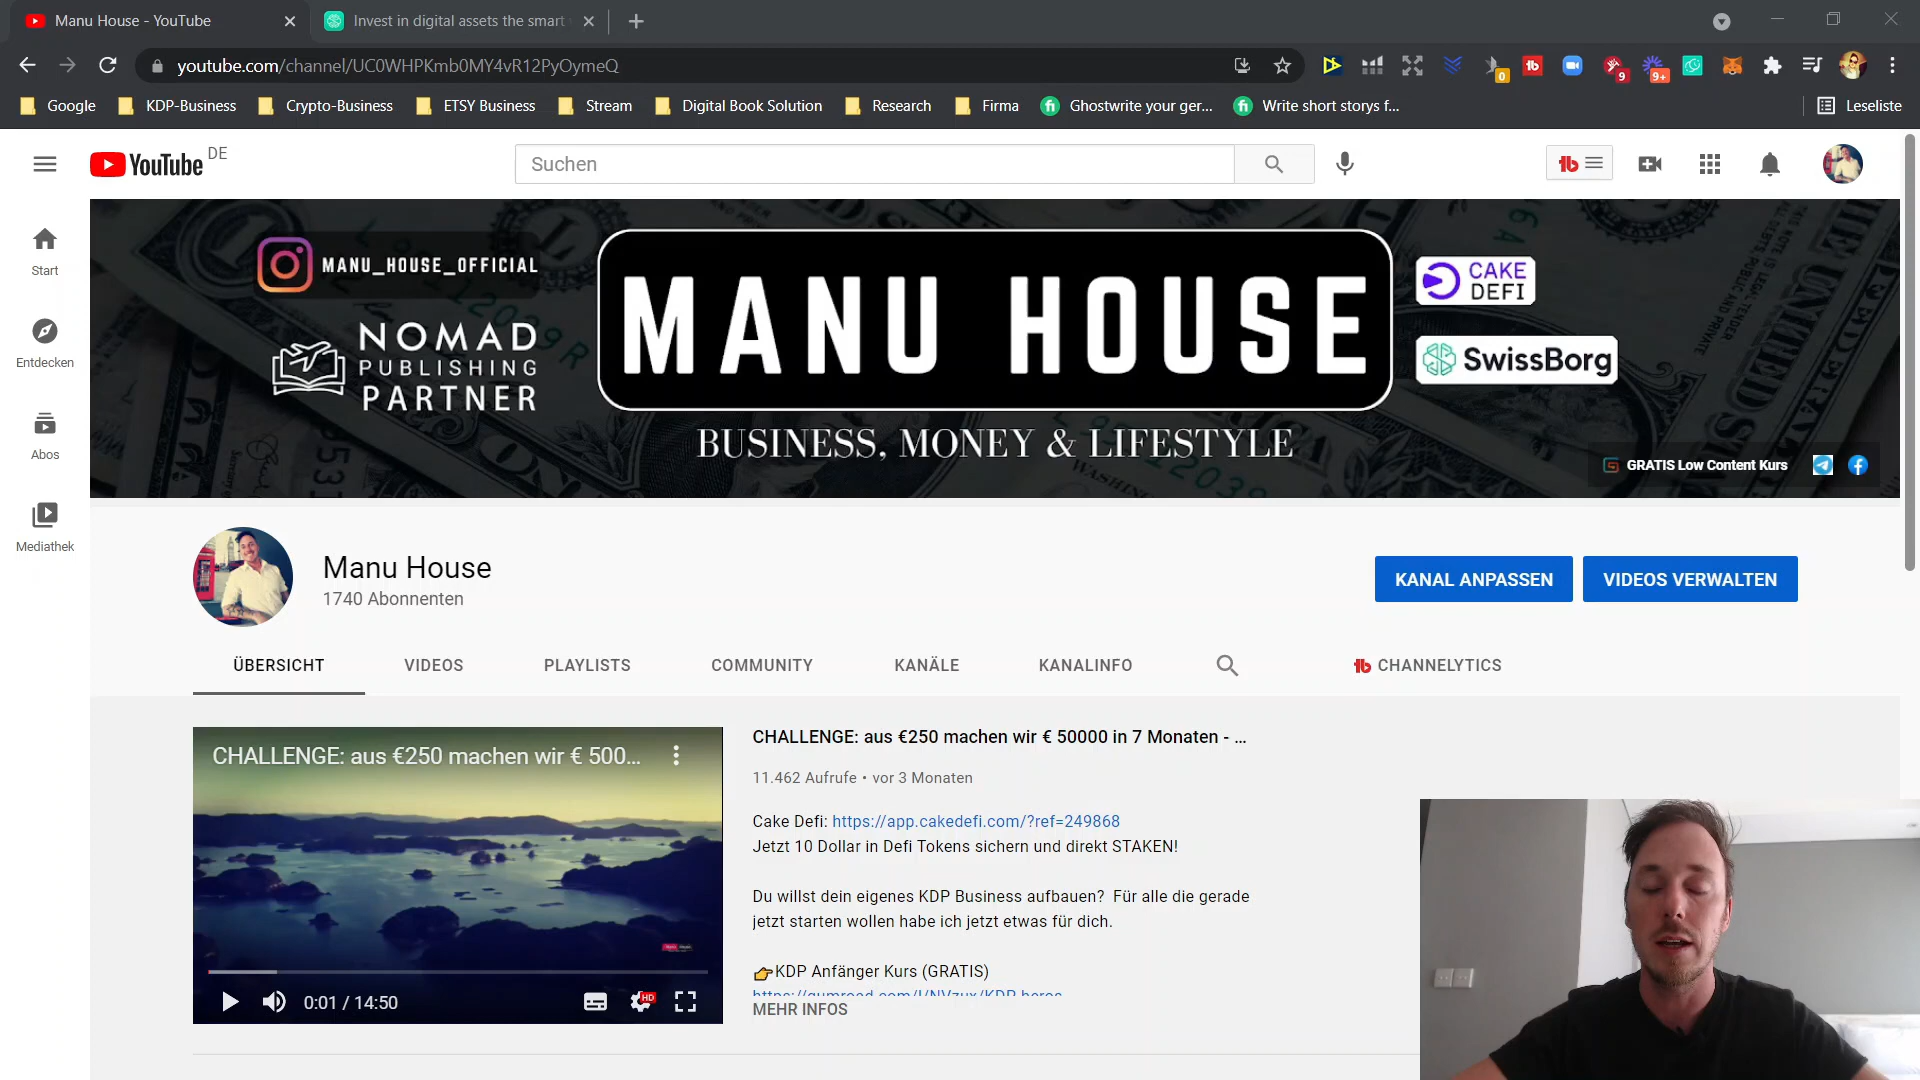 Manu House - YouTube
Invest in digital assets the smart
youtube.com/channel/UC0WHPKmb0MY4vR12PyOymeQ
0
9
9+
Google
KDP-Business
Crypto-Business
ETSY Business
Stream
Digital Book Solution
Research
Firma
Ghostwrite your ger...
Write short storys f...
Leseliste
YouTube DE
Suchen
Start
Entdecken
Abos
Mediathek
MANU_HOUSE_OFFICIAL
NOMAD
PUBLISHING
PARTNER
MANU HOUSE
BUSINESS, MONEY & LIFESTYLE
CAKE
DEFI
SwissBorg
GRATIS Low Content Kurs
Manu House
1740 Abonnenten
KANAL ANPASSEN
VIDEOS VERWALTEN
ÜBERSICHT
VIDEOS
PLAYLISTS
COMMUNITY
KANÄLE
KANALINFO
CHANNELYTICS
CHALLENGE: aus €250 machen wir € 500...
0:01 / 14:50
HD
CHALLENGE: aus €250 machen wir € 50000 in 7 Monaten - ...
11.462 Aufrufe • vor 3 Monaten
Cake Defi: https://app.cakedefi.com/?ref=249868
Jetzt 10 Dollar in Defi Tokens sichern und direkt STAKEN!
Du willst dein eigenes KDP Business aufbauen? Für alle die gerade
jetzt starten wollen habe ich jetzt etwas für dich.
👉KDP Anfänger Kurs (GRATIS)
MEHR INFOS